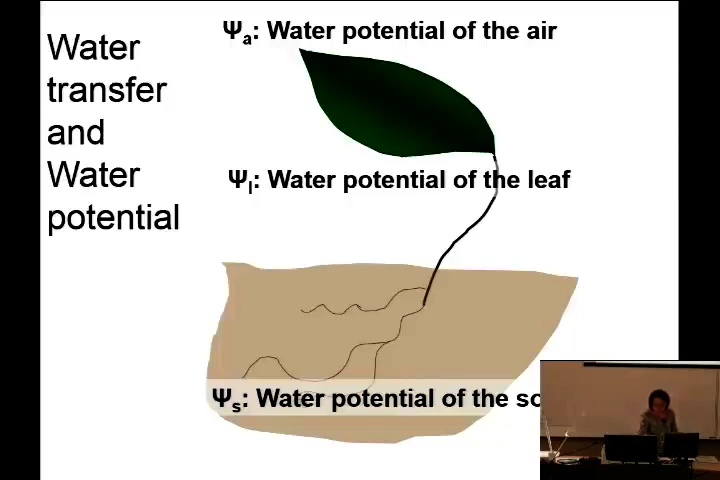 Water
transfer
and
Water
potential
Ψa: Water potential of the air
Ψl: Water potential of the leaf
Ψs: Water potential of the